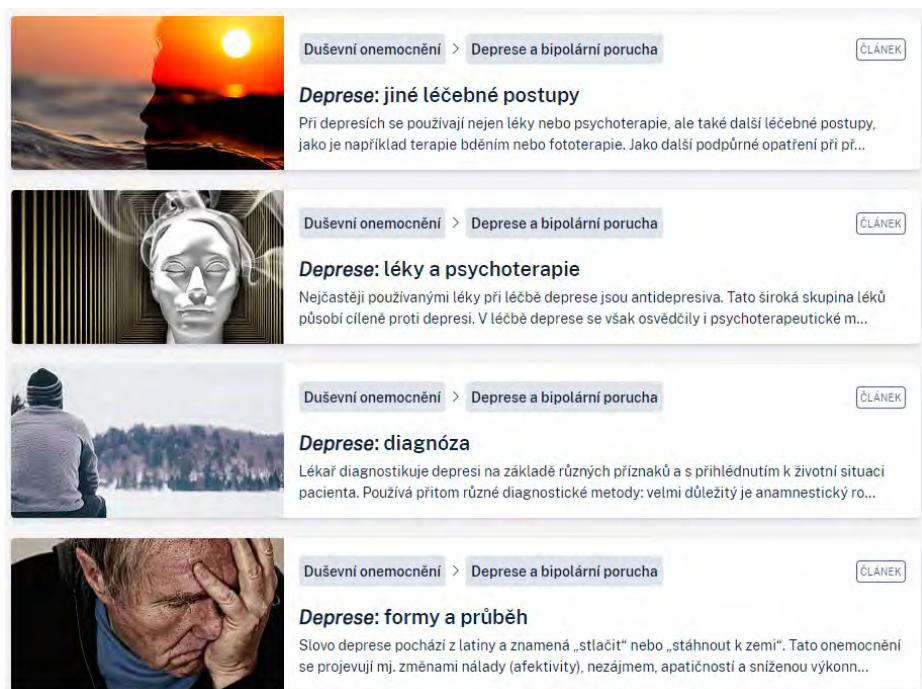 Duševní onemocnění > Deprese a bipolární porucha ČLÁNEK
Deprese: jiné léčebné postupy
Při depresích se používají nejen léky nebo psychoterapie, ale také další léčebné postupy,
jako je například terapie bděním nebo fototerapie. Jako další podpůrné opatření při př...
Duševní onemocnění > Deprese a bipolární porucha ČLÁNEK
Deprese: léky a psychoterapie
Nejčastěji používanými léky při léčbě deprese jsou antidepresiva. Tato široká skupina léků
působí cíleně proti depresi. V léčbě deprese se však osvědčily i psychoterapeutické m...
Duševní onemocnění > Deprese a bipolární porucha ČLÁNEK
Deprese: diagnóza
Lékař diagnostikuje depresi na základě různých příznaků a s přihlédnutím k životní situaci
pacienta. Používá přitom různé diagnostické metody: velmi důležitý je anamnestický ro...
Duševní onemocnění > Deprese a bipolární porucha ČLÁNEK
Deprese: formy a průběh
Slovo deprese pochází z latiny a znamená „stlačit“ nebo „stáhnout k zemi“. Tato onemocnění
se projevují mj. změnami nálady (afektivity), nezájmem, apatičností a sníženou výkonn...